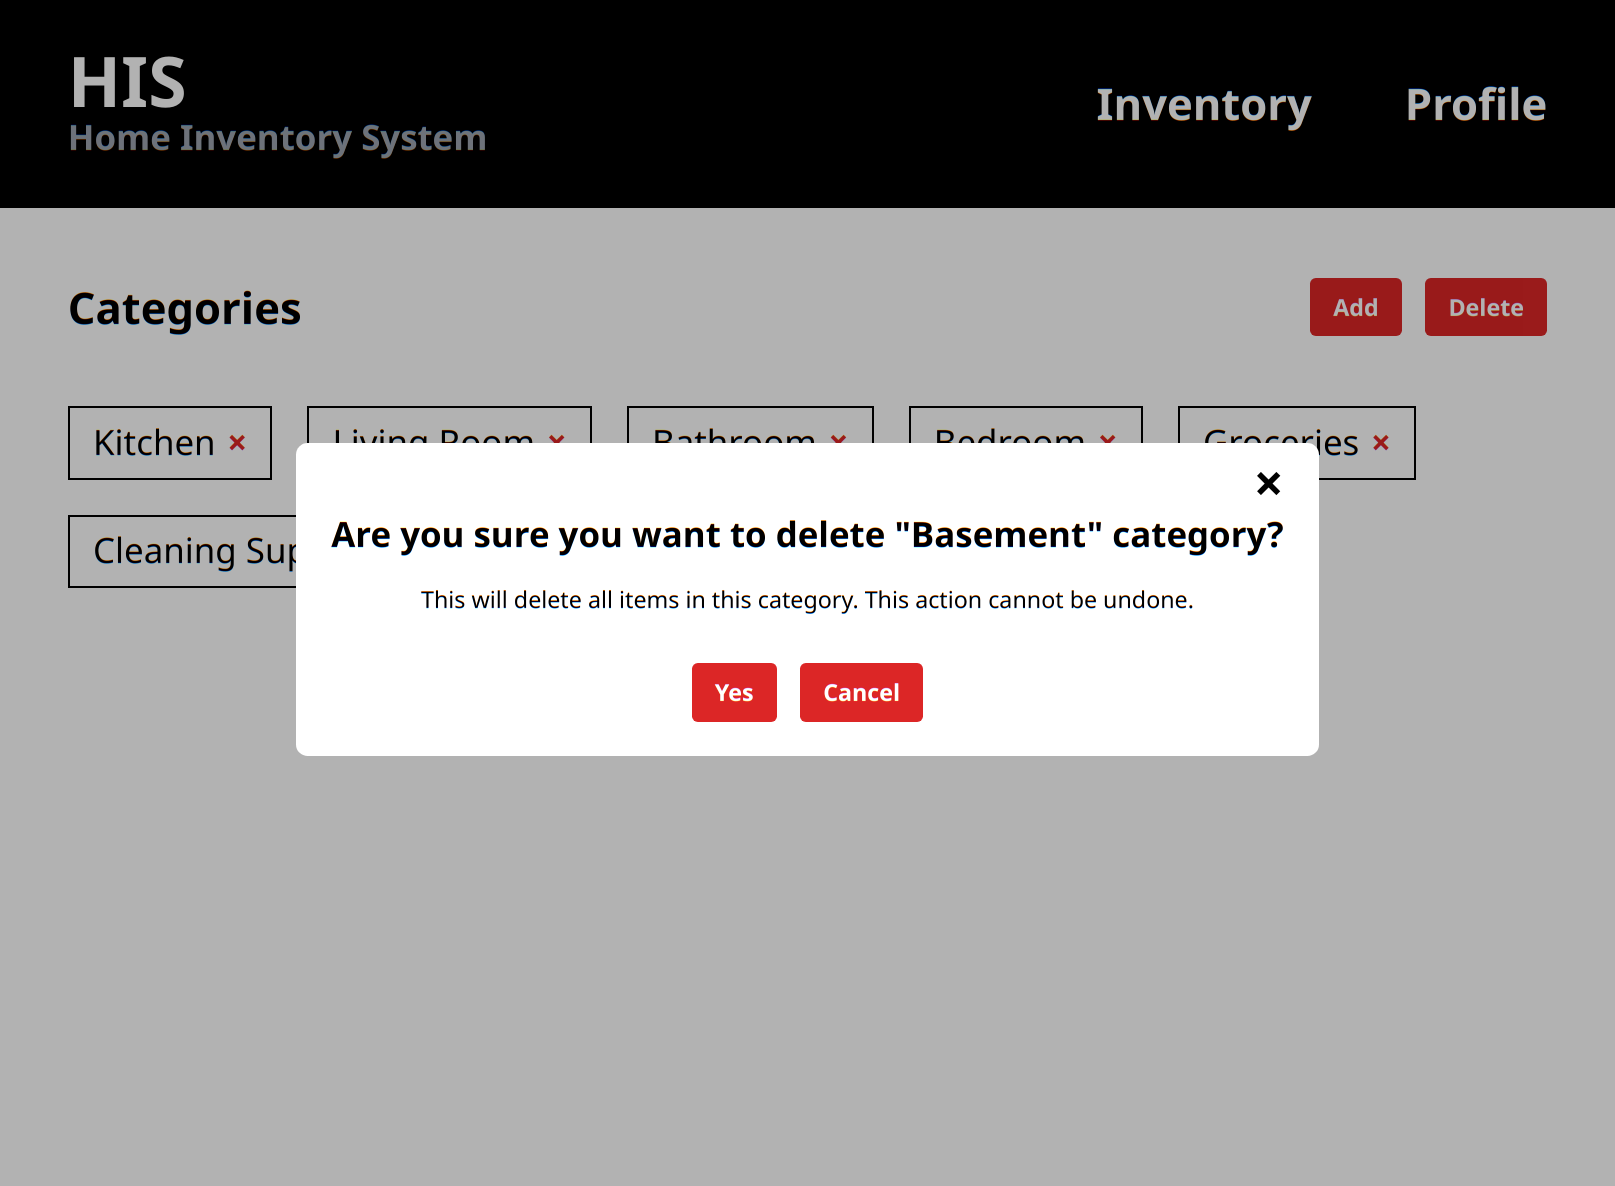 HIS
Home Inventory System
Inventory Profile
Categories
Add Delete
Kitchen × Living Room × Bathroom × Bedroom × Groceries ×
Cleaning
×
Are you sure you want to delete "Basement" category?
This will delete all items in this category. This action cannot be undone.
Yes Cancel